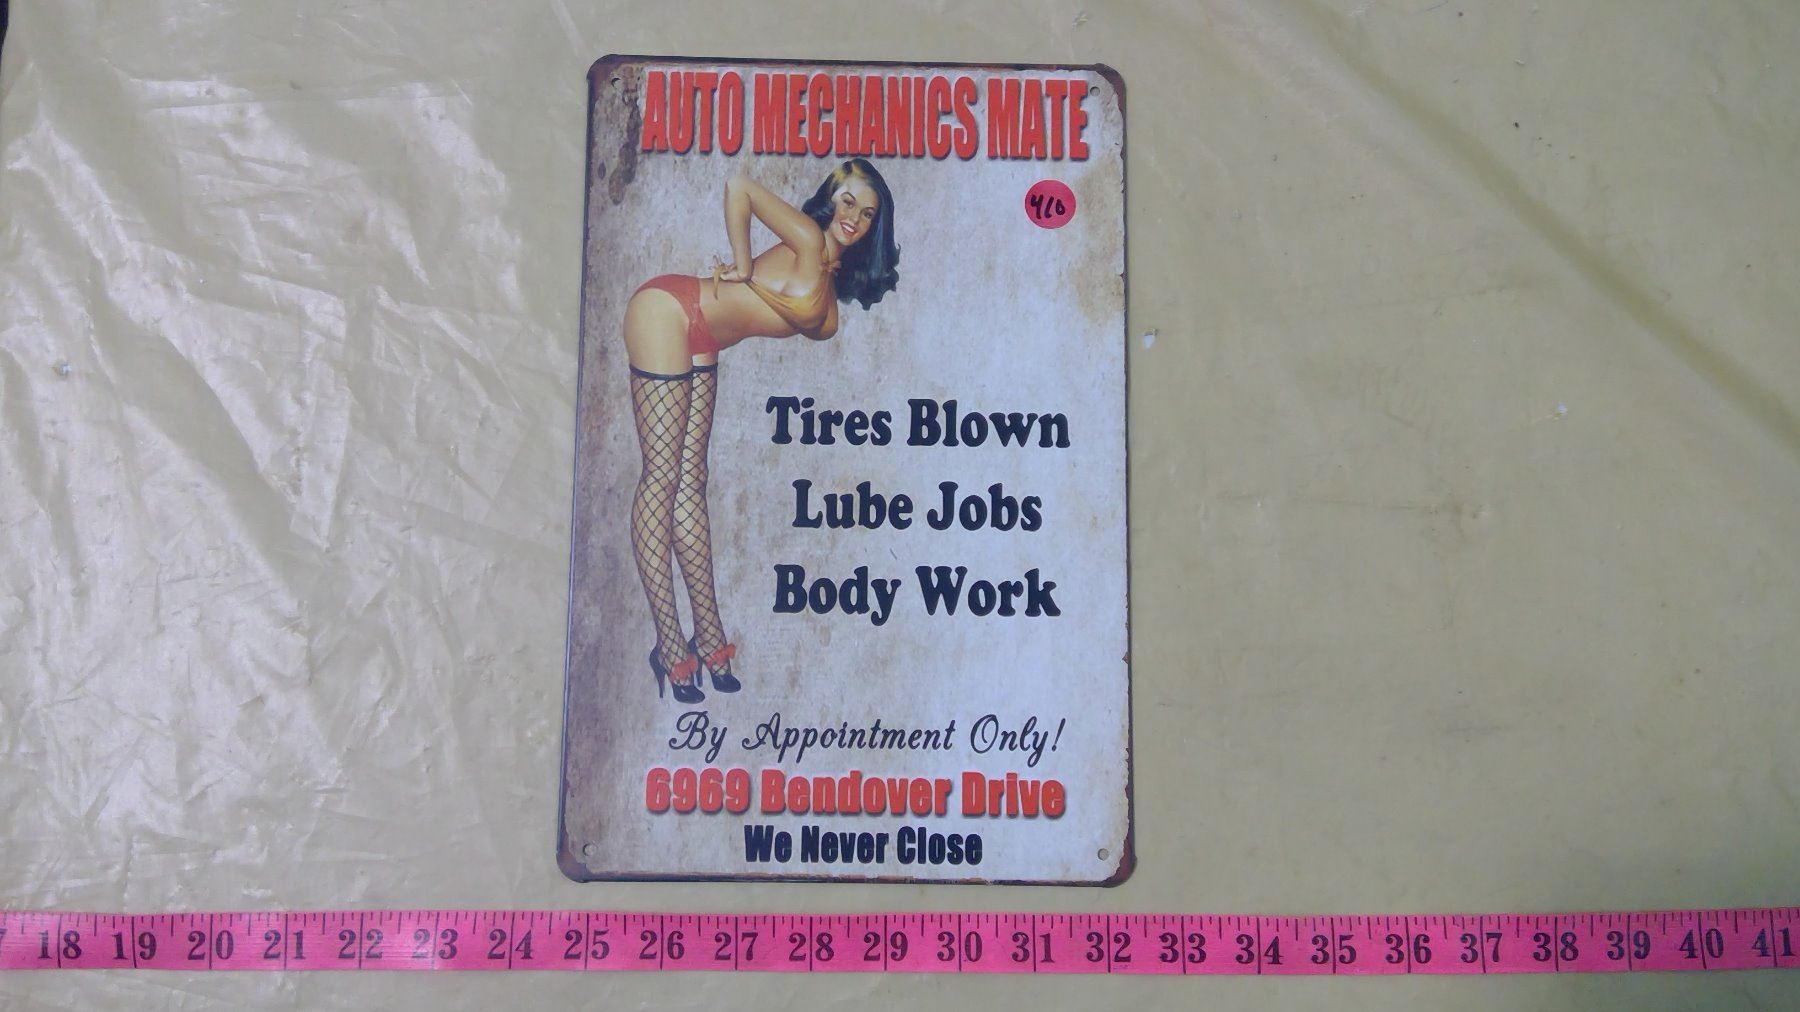 AUTO MECHANICS MATE
410
Tires Blown
Lube Jobs
Body Work
By Appointment Only!
6969 Bendover Drive
We Never Close
18 19 20 21 22 23 24 25 26 27 28 29 30 31 32 33 34 35 36 37 38 39 40 41